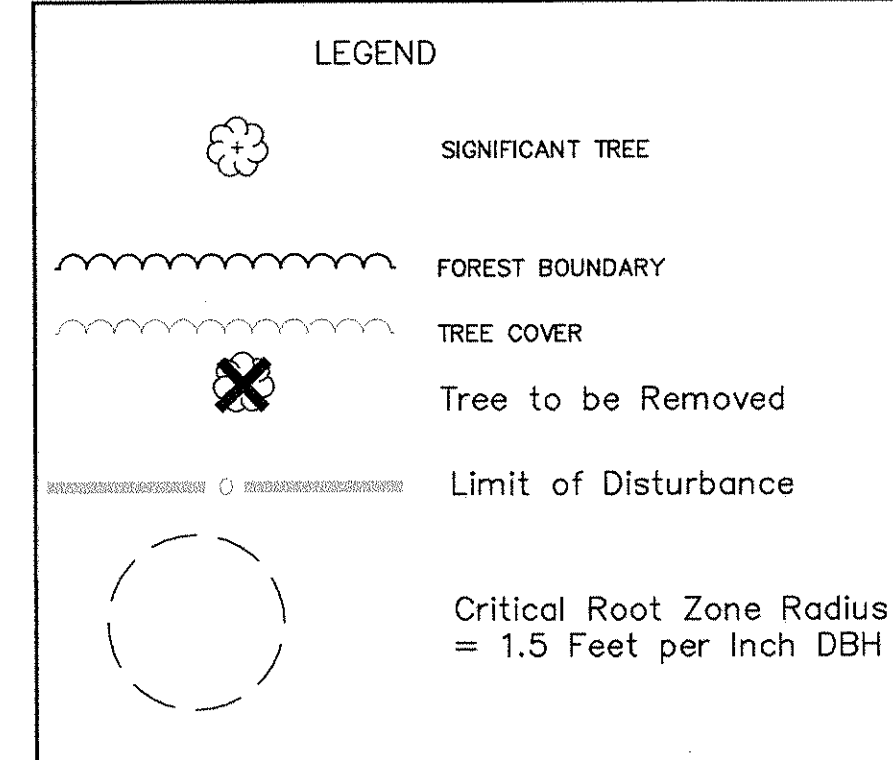 LEGEND
SIGNIFICANT TREE
FOREST BOUNDARY
TREE COVER
Tree to be Removed
Limit of Disturbance
Critical Root Zone Radius
= 1.5 Feet per Inch DBH